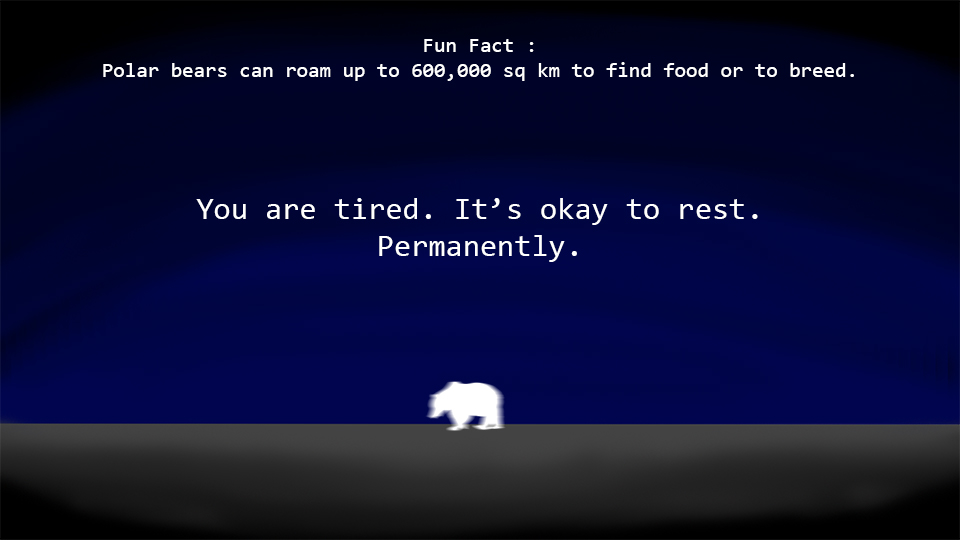 Fun Fact :
Polar bears can roam up to 600,000 sq km to find food or to breed.
You are tired. It’s okay to rest.
Permanently.